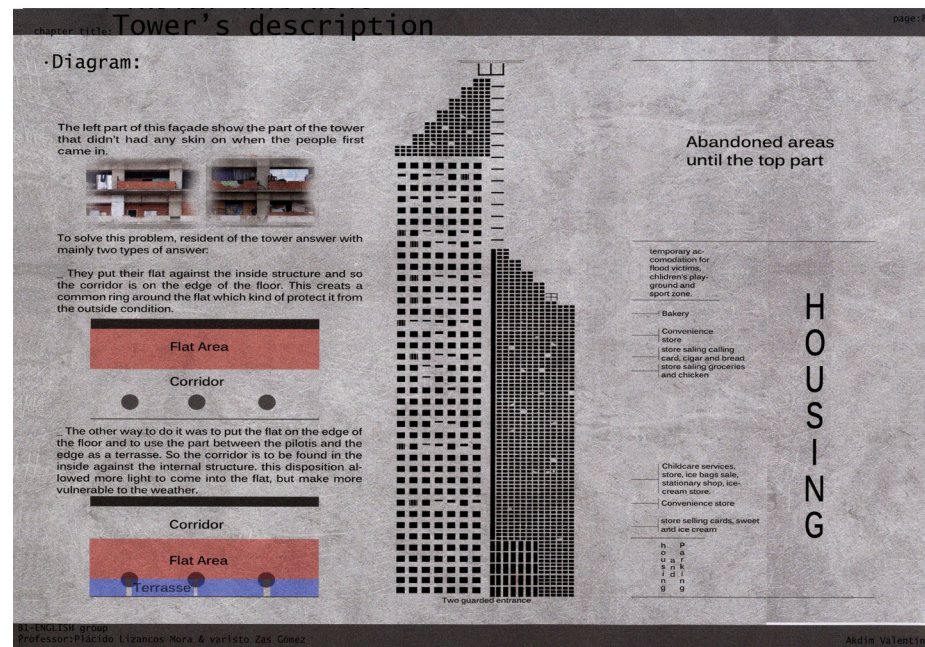 chapter title: Tower's description
page:8
·Diagram:
The left part of this façade show the part of the tower
that didn't had any skin on when the people first
came in.
To solve this problem, resident of the tower answer with
mainly two types of answer:
_ They put their flat against the inside structure and so
the corridor is on the edge of the floor. This creats a
common ring around the flat which kind of protect it from
the outside condition.
Flat Area
Corridor
_ The other way to do it was to put the flat on the edge of
the floor and to use the part between the pilotis and the
edge as a terrasse. So the corridor is to be found in the
inside against the internal structure. this disposition al-
lowed more light to come into the flat, but make more
vulnerable to the weather.
Corridor
Flat Area
Terrasse
Two guarded entrance
Abandoned areas
until the top part
temporary ac-
comodation for
flood victims,
chlidren's play-
ground and
sport zone.
Bakery
Convenience
store
store saling calling
card, cigar and bread
store saling groceries
and chicken
Childcare services,
store, ice bags sale,
stationary shop, ice-
cream store.
Convenience store
store selling cards, sweet
and ice cream
housing
and
Parking
HOUSING
B1-ENGLISH group
Professor:Plácido Lizancos Mora & varisto Zas Gómez
Akdim Valentin